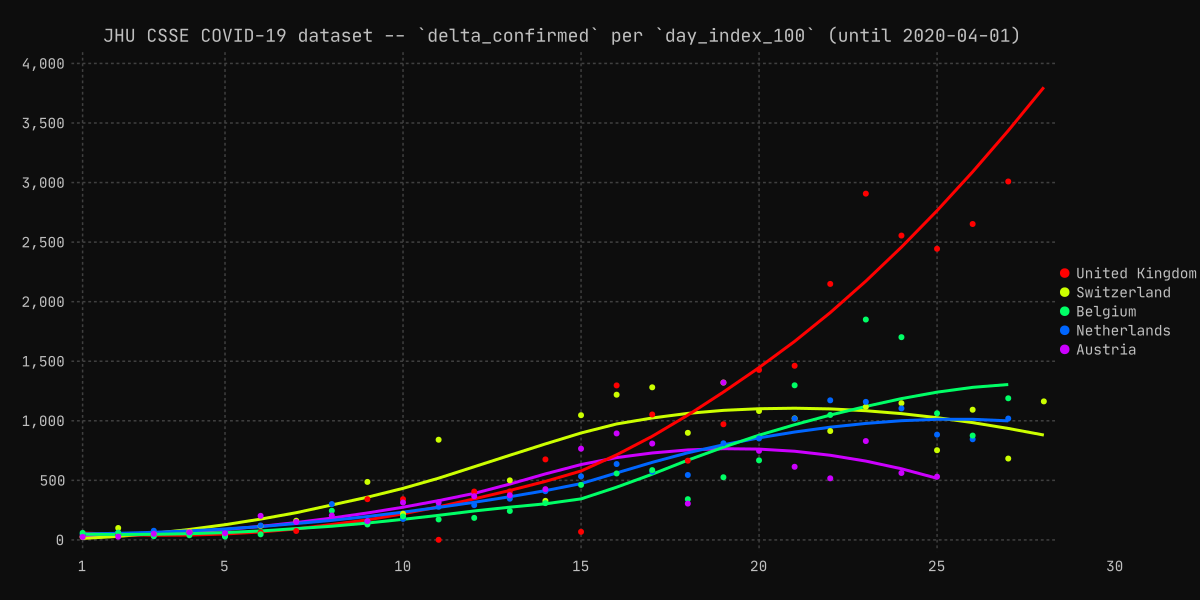 JHU CSSE COVID-19 dataset -- `delta_confirmed` per `day_index_100` (until 2020-04-01)
4,000
3,500
3,000
2,500
2,000
1,500
1,000
500
0
1 5 10 15 20 25 30
United Kingdom
Switzerland
Belgium
Netherlands
Austria